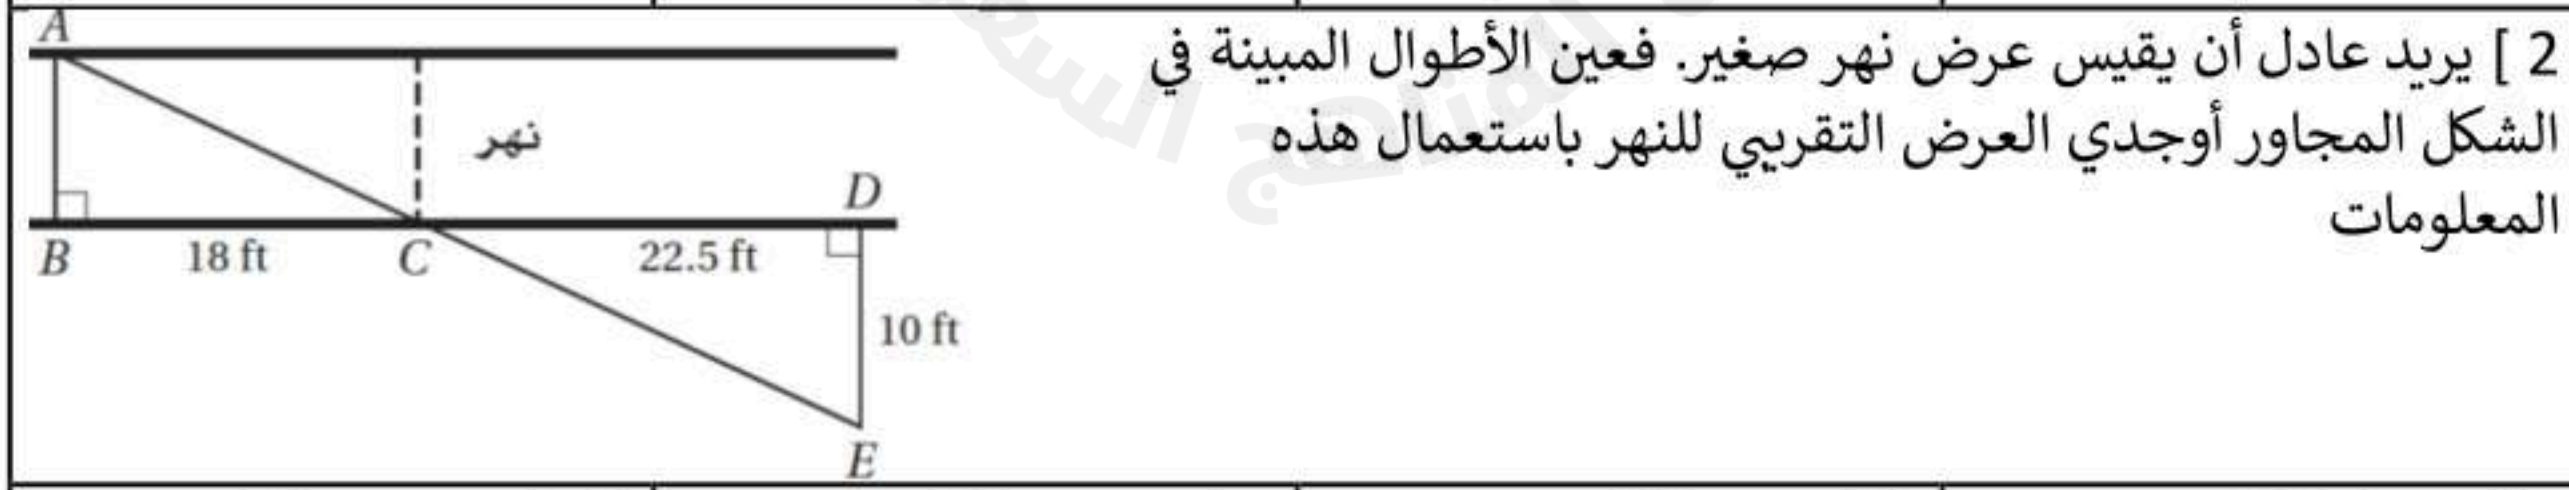 2 ] يريد عادل أن يقيس عرض نهر صغير. فعين الأطوال المبينة في
الشكل المجاور أوجدي العرض التقريبي للنهر باستعمال هذه
المعلومات
A
نهر
D
B
18 ft
C
22.5 ft
10 ft
E